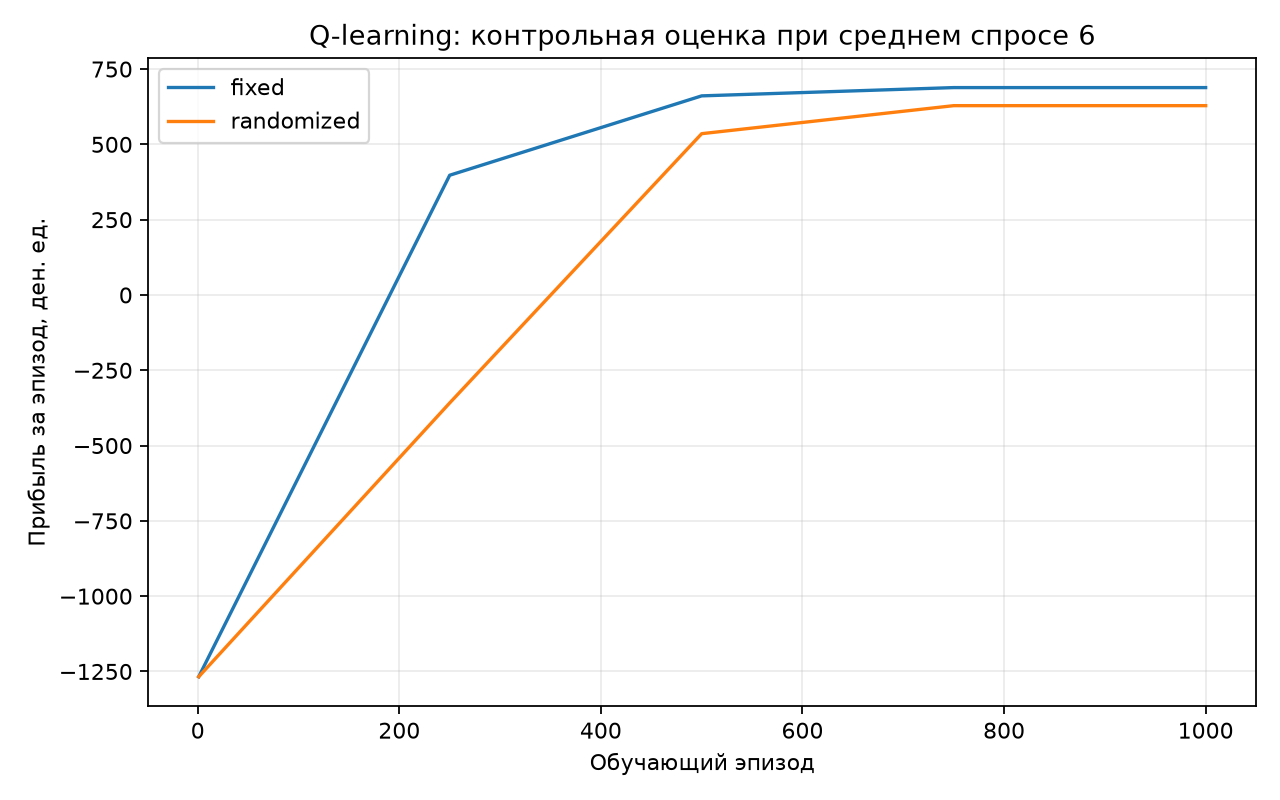 Q-learning: контрольная оценка при среднем спросе 6
fixed
randomized
750
500
250
0
−250
−500
−750
−1000
−1250
Прибыль за эпизод, ден. ед.
0 200 400 600 800 1000
Обучающий эпизод